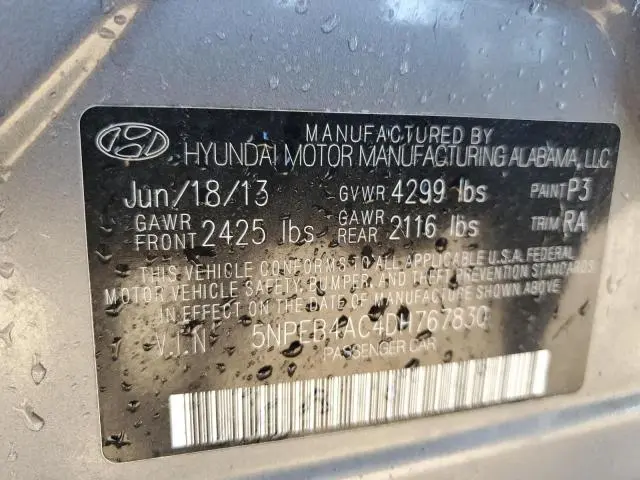 MANUFACTURED BY
HYUNDAI MOTOR MANUFACTURING ALABAMA, LLC
Jun/18/13 GVWR 4299 lbs PAINT P3
GAWR FRONT 2425 lbs GAWR REAR 2116 lbs TRIM RA
THIS VEHICLE CONFORMS TO ALL APPLICABLE U.S.A. FEDERAL
MOTOR VEHICLE SAFETY BUMPER, AND THEFT PREVENTION STANDARDS
IN EFFECT ON THE DATE OF MANUFACTURE SHOWN ABOVE.
V.I.N 5NPEB4AC4DH767830
PASSENGER CAR